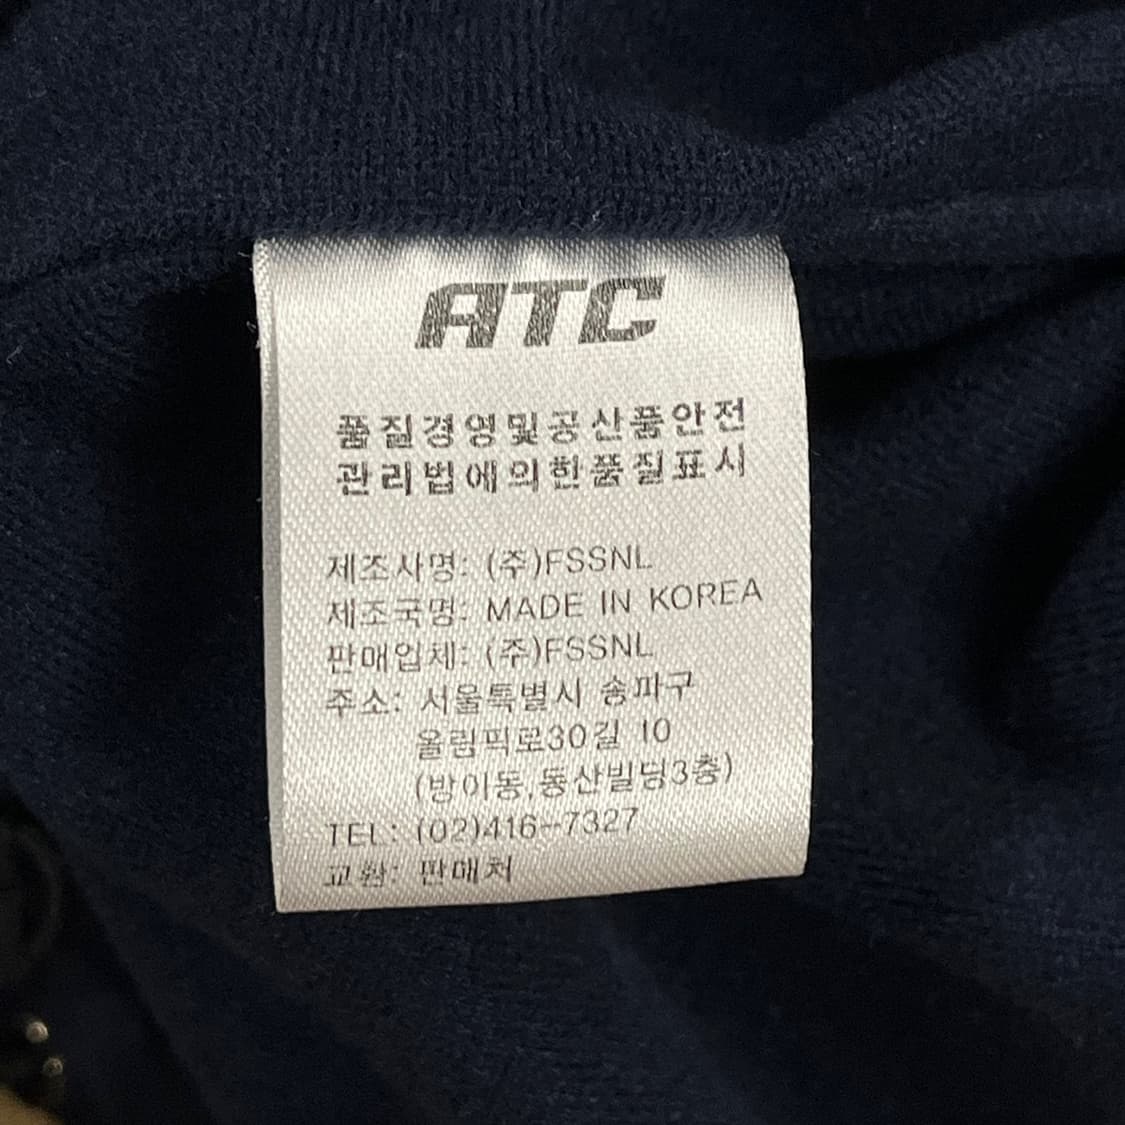 ATC
품질경영및공산품안전
관리법에의한품질표시
제조사명: (주)FSSNL
제조국명: MADE IN KOREA
판매업체: (주)FSSNL
주소: 서울특별시 송파구
올림픽로30길 10
(방이동,동산빌딩3층)
TEL: (02)416-7327
교환: 판매처